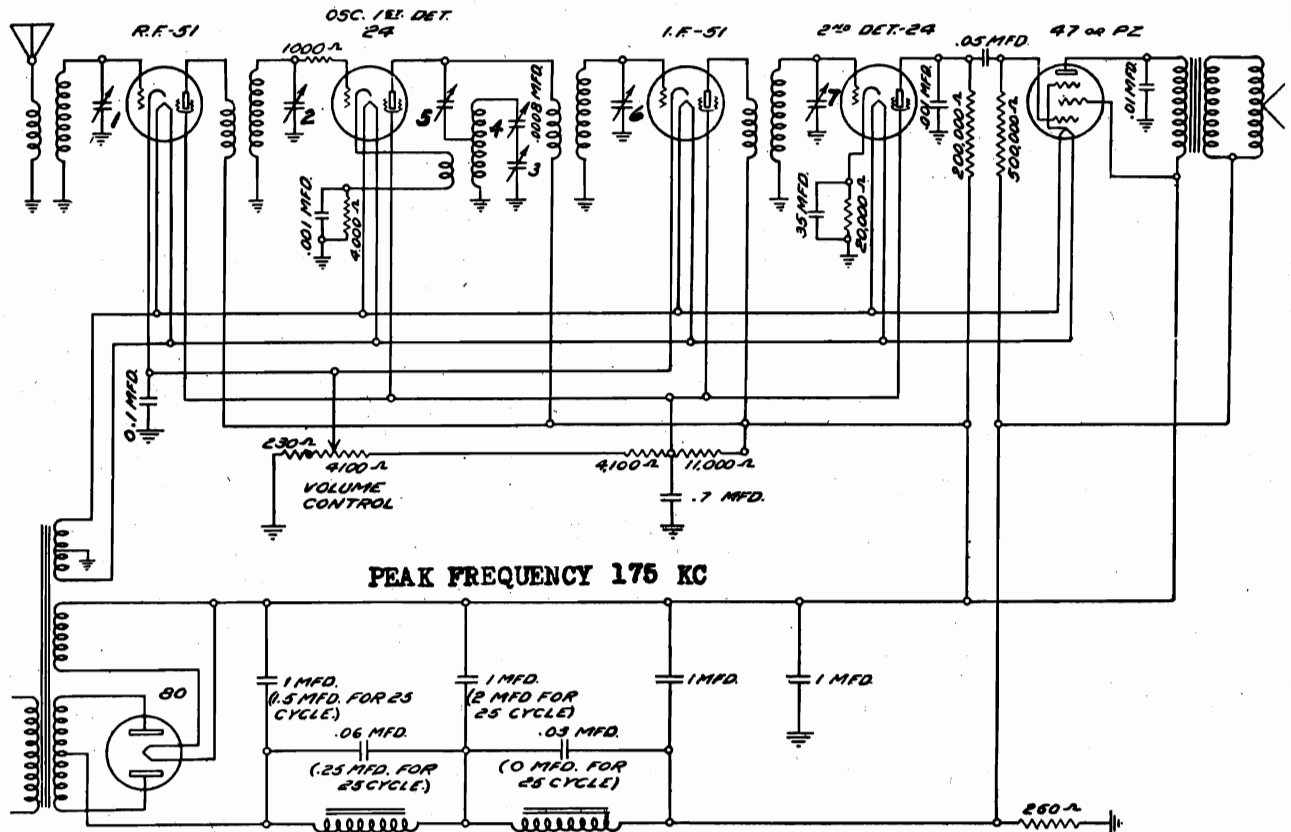 OSC. 1ST. DET.
R.F.-51
24
I.F.-51
2ND DET.-24
.05 MFD.
47 OR PZ
1000 Ω
1
2
5
4
.0008 MFD.
3
6
7
.001 MFD.
200,000 Ω
500,000 Ω
.01 MFD.
.001 MFD.
4,000 Ω
.35 MFD.
20,000 Ω
0.1 MFD.
230 Ω
4100 Ω
4,100 Ω
11,000 Ω
VOLUME
CONTROL
.7 MFD.
PEAK FREQUENCY 175 KC
80
1 MFD.
(1.5 MFD. FOR 25
CYCLE.)
1 MFD.
(2 MFD FOR
25 CYCLE)
1 MFD.
1 MFD.
.06 MFD.
(.25 MFD. FOR
25 CYCLE.)
.03 MFD.
(0 MFD. FOR
25 CYCLE)
260 Ω